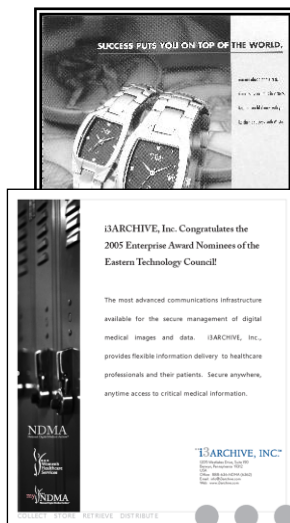 SUCCESS PUTS YOU ON TOP OF THE WORLD.
i3ARCHIVE, Inc. Congratulates the
2005 Enterprise Award Nominees of the
Eastern Technology Council!
The most advanced communications infrastructure
available for the secure management of digital
medical images and data. i3ARCHIVE, Inc.,
provides flexible information delivery to healthcare
professionals and their patients. Secure anywhere,
anytime access to critical medical information.
NDMA
i3ARCHIVE, INC.
Healthcare
Services
myNDMA
COLLECT STORE RETRIEVE DISTRIBUTE